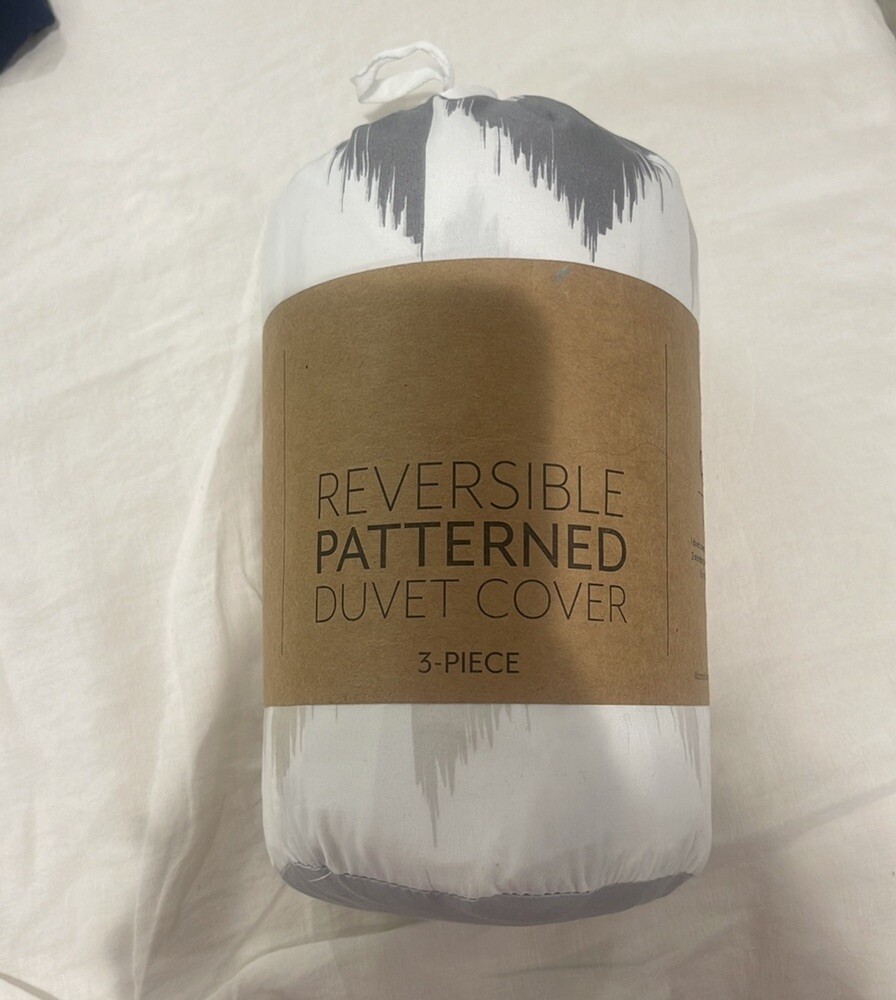 REVERSIBLE
PATTERNED
DUVET COVER
3-PIECE